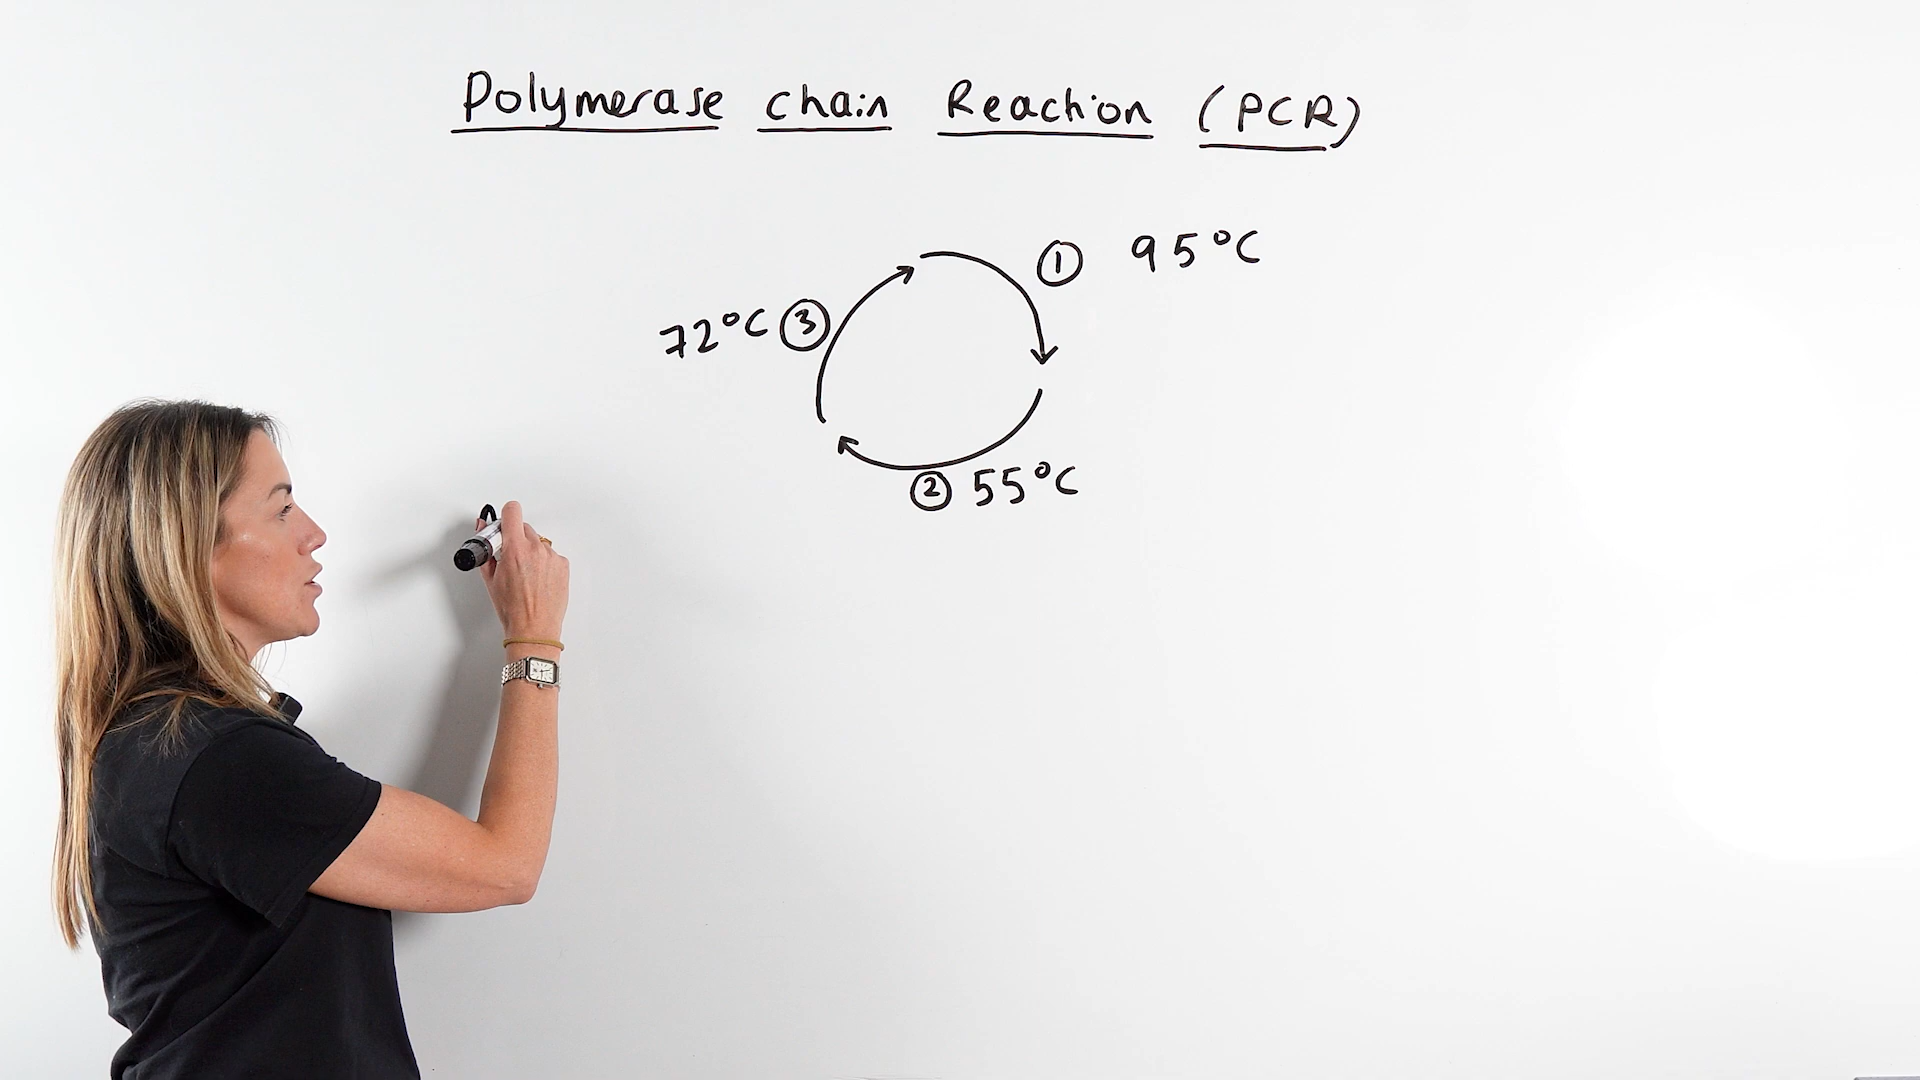 Polymerase chain Reaction (PCR)
① 95°C
72°C ③
② 55°C